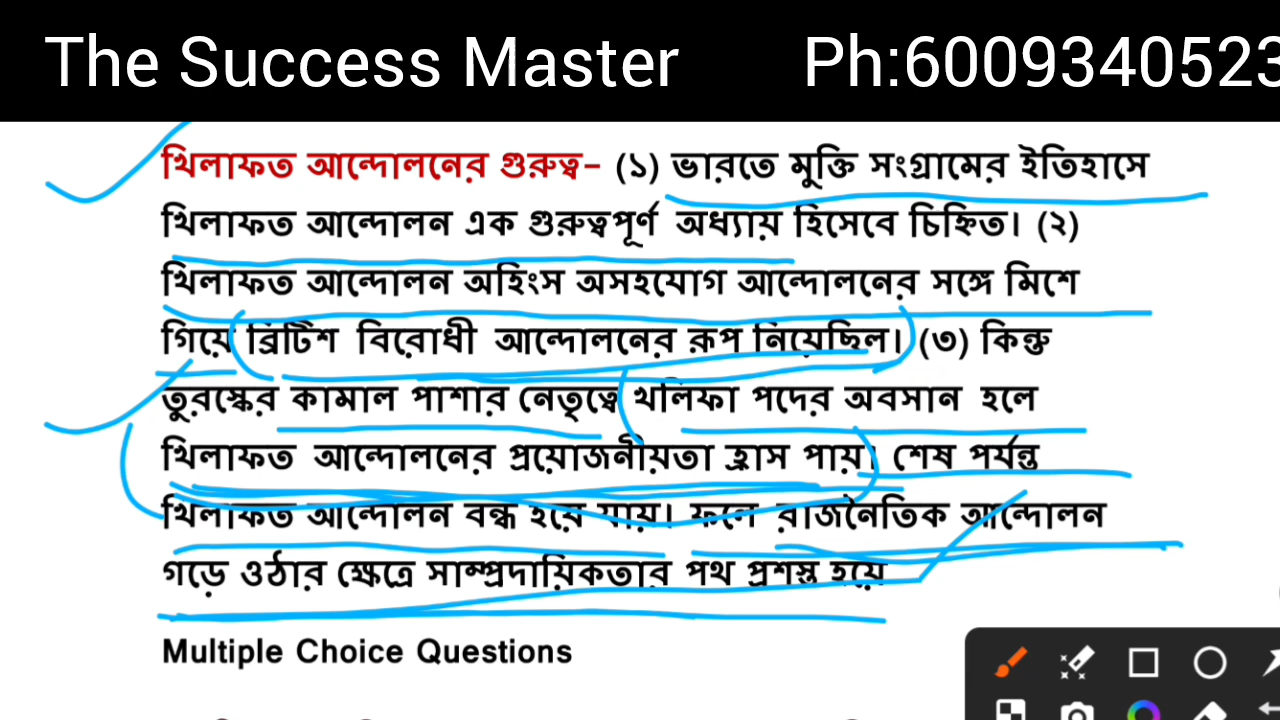 The Success Master Ph:6009340523
খিলাফত আন্দোলনের গুরুত্ব– (১) ভারতে মুক্তি সংগ্রামের ইতিহাসে
খিলাফত আন্দোলন এক গুরুত্বপূর্ণ অধ্যায় হিসেবে চিহ্নিত। (২)
খিলাফত আন্দোলন অহিংস অসহযোগ আন্দোলনের সঙ্গে মিশে
গিয়ে ব্রিটিশ বিরোধী আন্দোলনের রূপ নিয়েছিল। (৩) কিন্তু
তুরস্কের কামাল পাশার নেতৃত্বে খলিফা পদের অবসান হলে
খিলাফত আন্দোলনের প্রয়োজনীয়তা হ্রাস পায়। শেষ পর্যন্ত
খিলাফত আন্দোলন বন্ধ হয়ে যায়। ফলে রাজনৈতিক আন্দোলন
গড়ে ওঠার ক্ষেত্রে সাম্প্রদায়িকতার পথ প্রশস্ত হয়ে
Multiple Choice Questions